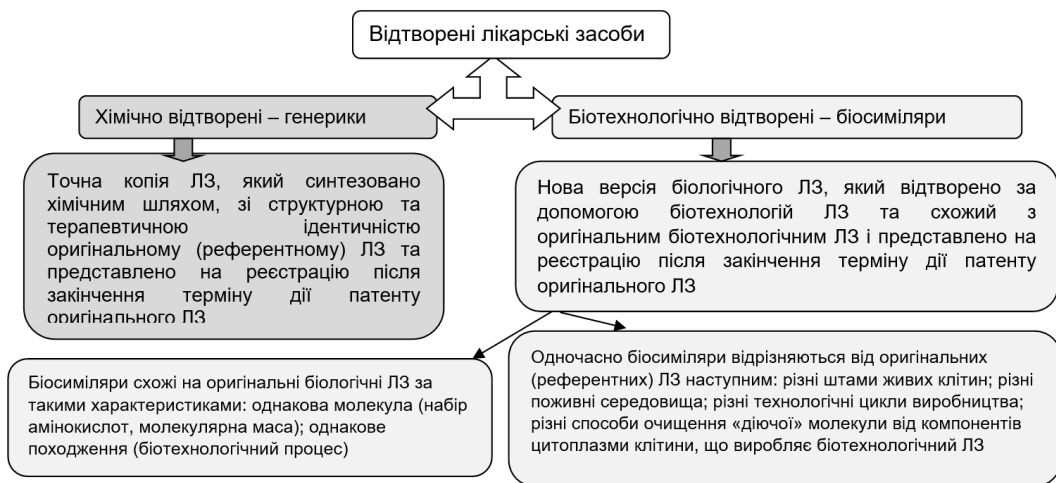 Відтворені лікарські засоби
Хімічно відтворені – генерики
Біотехнологічно відтворені – біосиміляри
Точна копія ЛЗ, який синтезовано
хімічним шляхом, зі структурною та
терапевтичною ідентичністю
оригінальному (референтному) ЛЗ та
представлено на реєстрацію після
закінчення терміну дії патенту
оригінального ЛЗ
Нова версія біологічного ЛЗ, який відтворено за
допомогою біотехнологій ЛЗ та схожий з
оригінальним біотехнологічним ЛЗ і представлено на
реєстрацію після закінчення терміну дії патенту
оригінального ЛЗ
Біосиміляри схожі на оригінальні біологічні ЛЗ за
такими характеристиками: однакова молекула (набір
амінокислот, молекулярна маса); однакове
походження (біотехнологічний процес)
Одночасно біосиміляри відрізняються від оригінальних
(референтних) ЛЗ наступним: різні штами живих клітин; різні
поживні середовища; різні технологічні цикли виробництва;
різні способи очищення «діючої» молекули від компонентів
цитоплазми клітини, що виробляє біотехнологічний ЛЗ